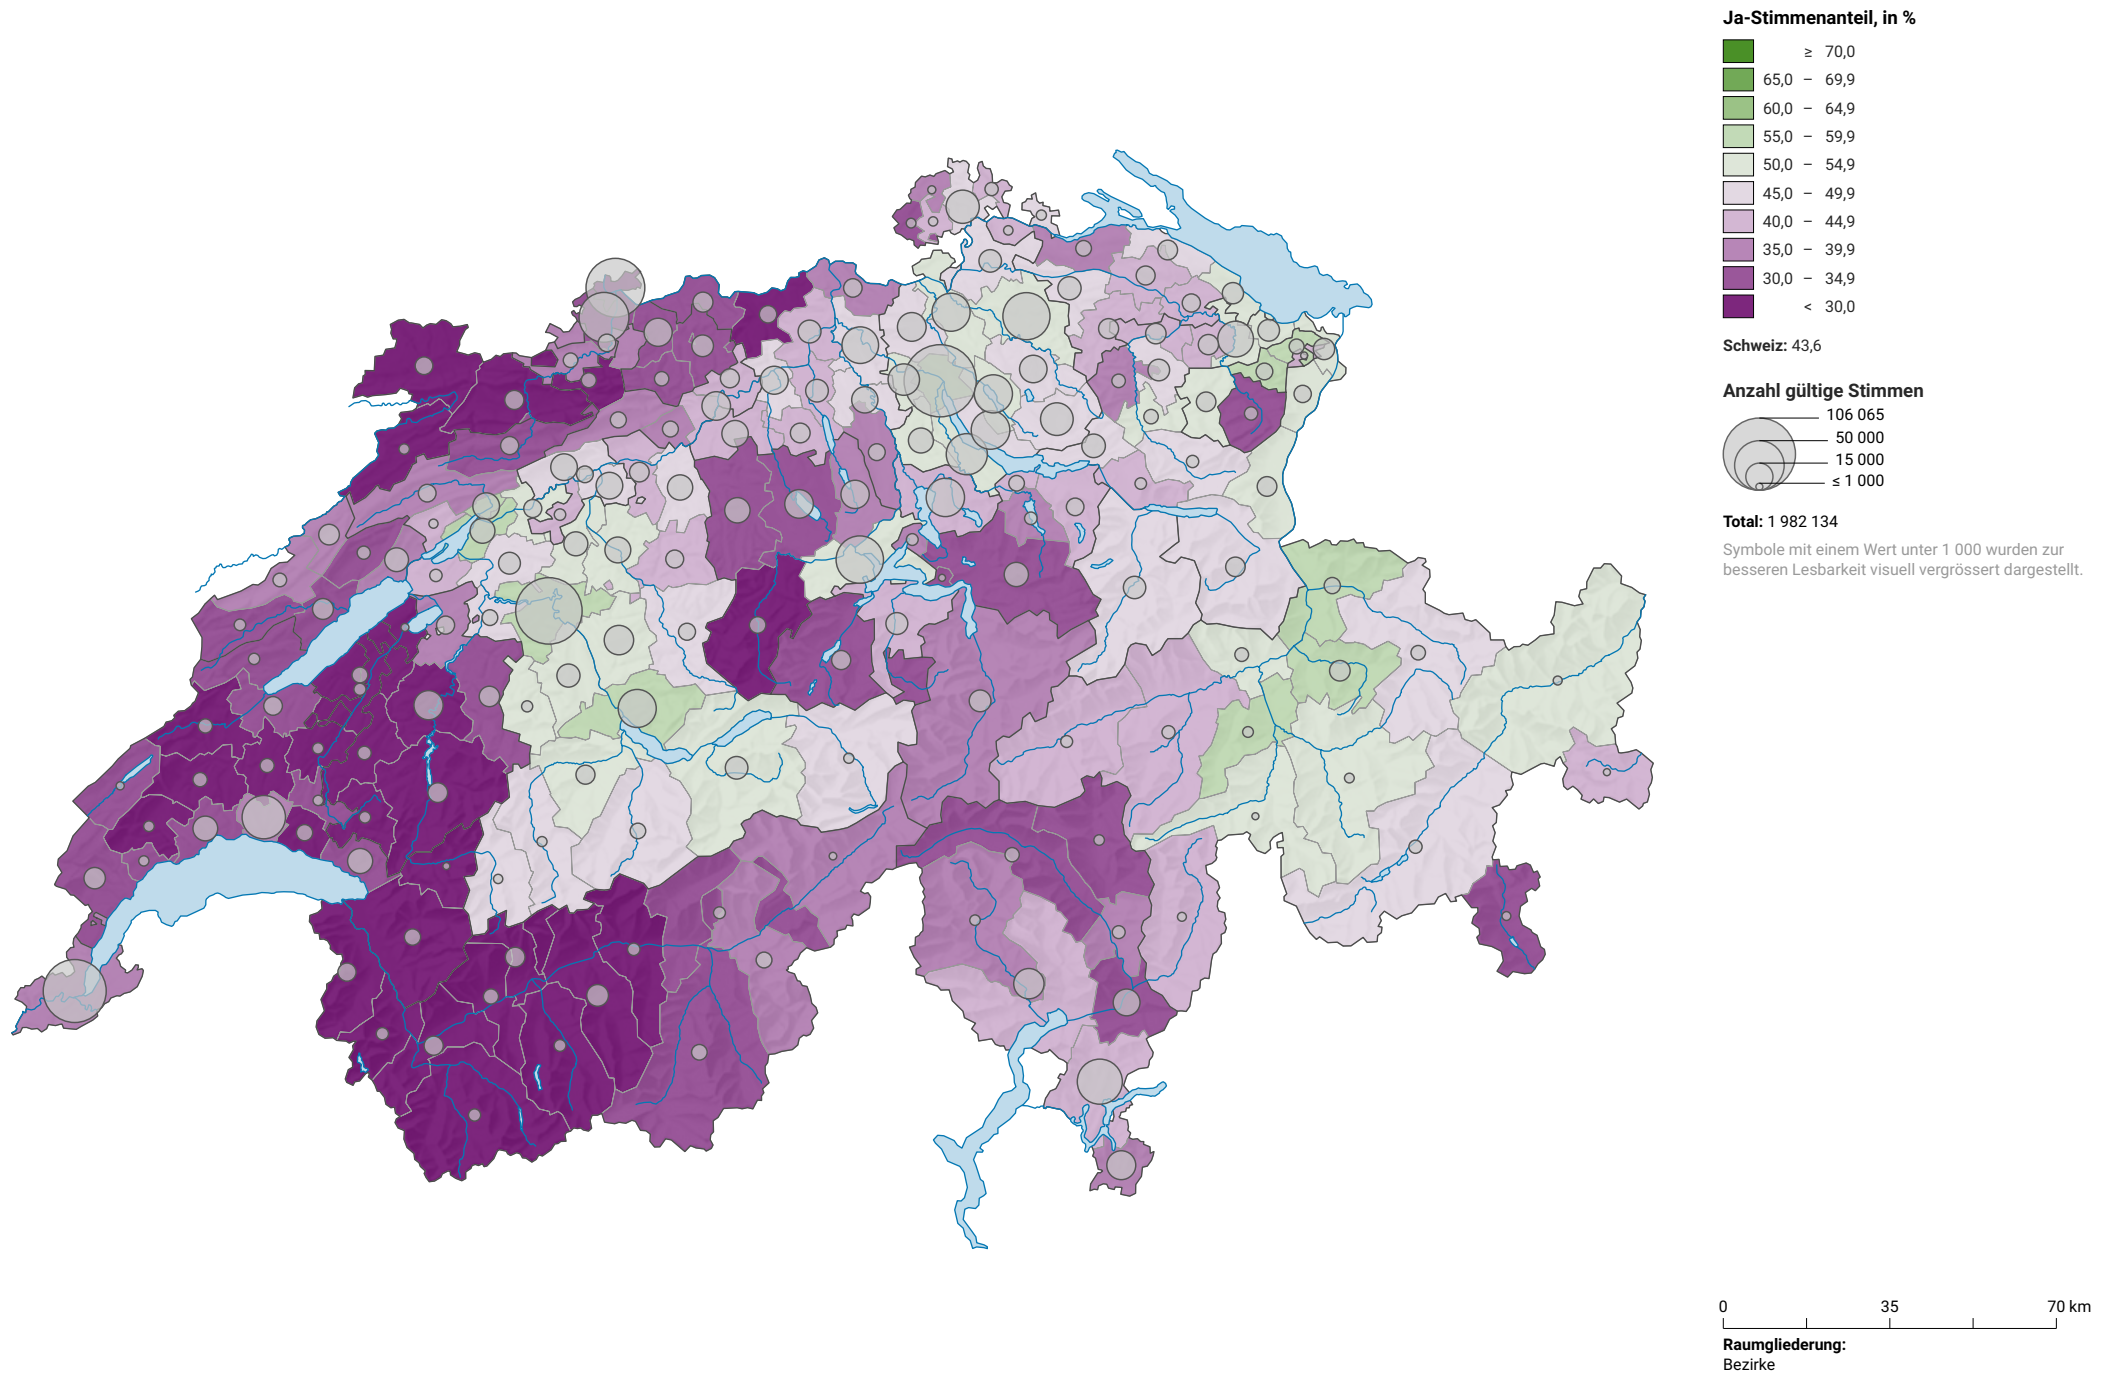 Ja-Stimmenanteil, in %
≥ 70,0
65,0 – 69,9
60,0 – 64,9
55,0 – 59,9
50,0 – 54,9
45,0 – 49,9
40,0 – 44,9
35,0 – 39,9
30,0 – 34,9
< 30,0
Schweiz: 43,6
Anzahl gültige Stimmen
106 065
50 000
15 000
≤ 1 000
Total: 1 982 134
Symbole mit einem Wert unter 1 000 wurden zur
besseren Lesbarkeit visuell vergrössert dargestellt.
0 35 70 km
Raumgliederung:
Bezirke